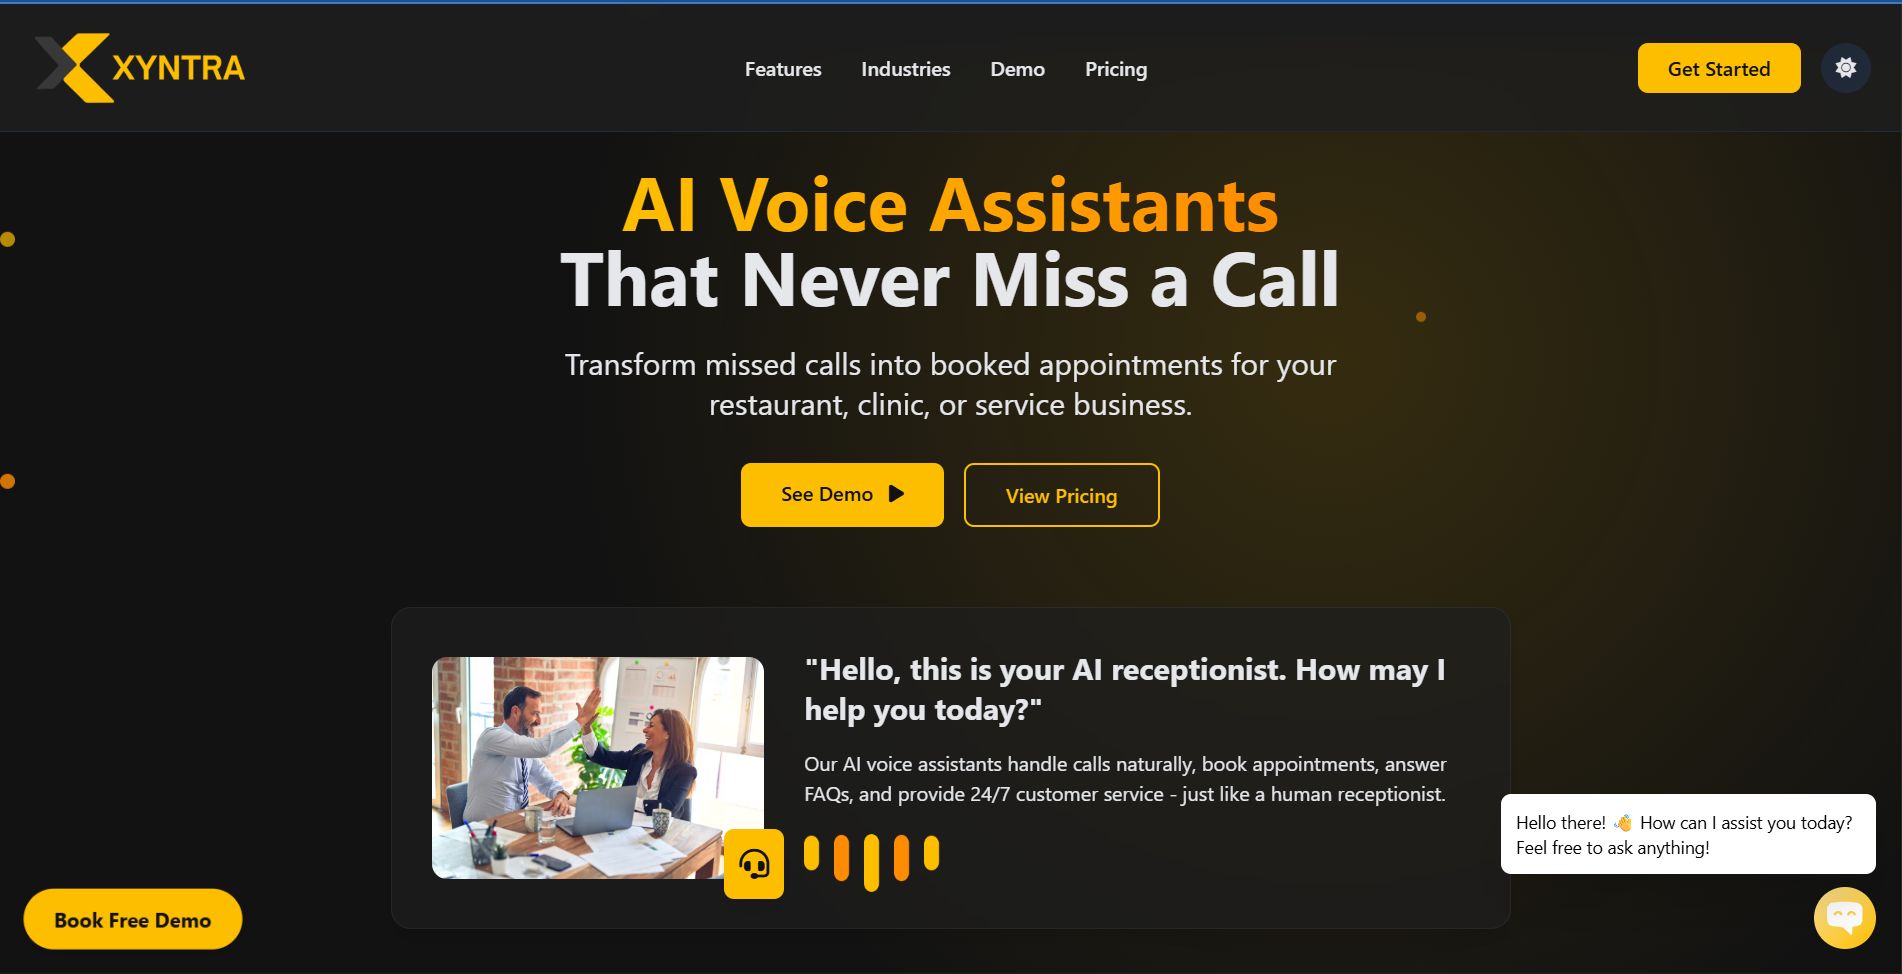 XYNTRA
Features
Industries
Demo
Pricing
Get Started
AI Voice Assistants
That Never Miss a Call
Transform missed calls into booked appointments for your
restaurant, clinic, or service business.
See Demo
View Pricing
"Hello, this is your AI receptionist. How may I
help you today?"
Our AI voice assistants handle calls naturally, book appointments, answer
FAQs, and provide 24/7 customer service - just like a human receptionist.
Hello there! 👋 How can I assist you today?
Feel free to ask anything!
Book Free Demo